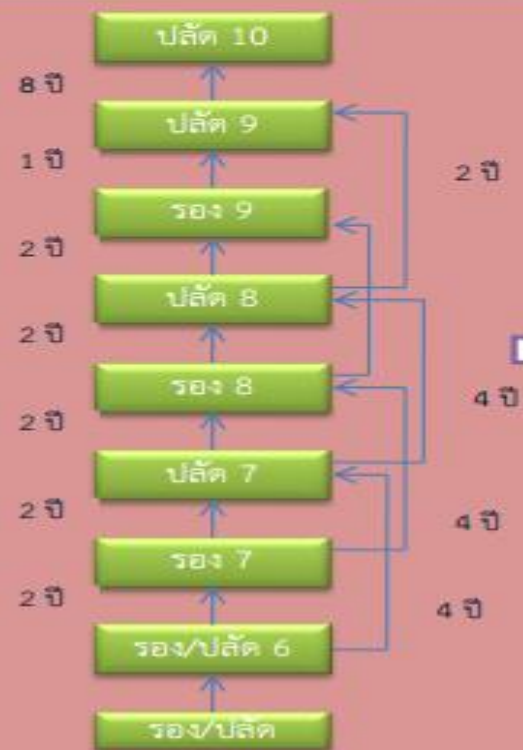 ปลัด 10
8 ปี
ปลัด 9
1 ปี
2 ปี
รอง 9
2 ปี
ปลัด 8
2 ปี
รอง 8
4 ปี
2 ปี
ปลัด 7
2 ปี
4 ปี
รอง 7
2 ปี
4 ปี
รอง/ปลัด 6
รอง/ปลัด